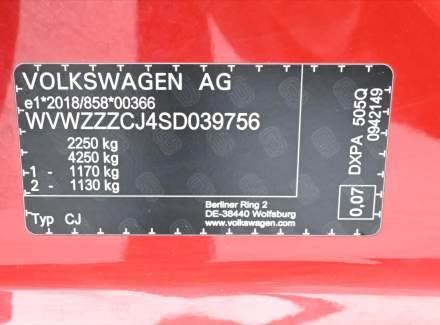 VOLKSWAGEN AG
e1*2018/858*00366
WVWZZZCJ4SD039756
2250 kg
4250 kg
1 - 1170 kg
2 - 1130 kg
Berliner Ring 2
DE-38440 Wolfsburg
www.volkswagen.com
Typ CJ
0,07
DXPA 505Q
0942149